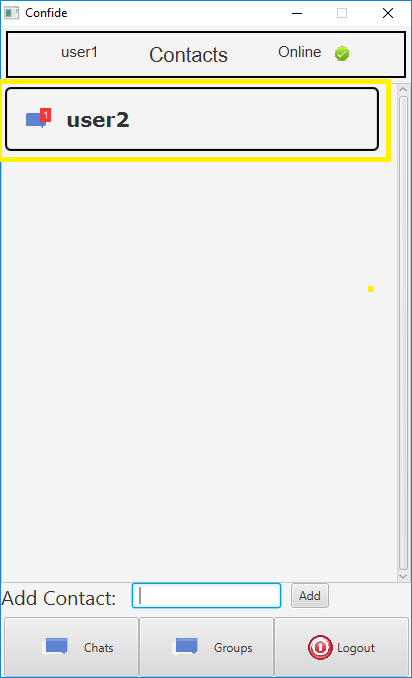 Confide
user1 Contacts Online
1 user2
Add Contact: Add
Chats Groups Logout